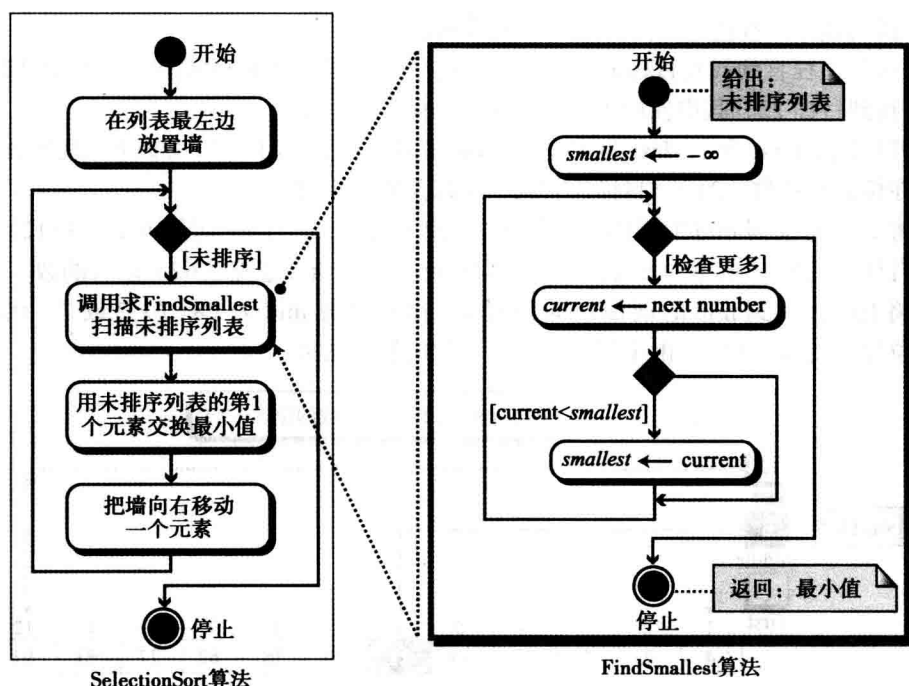 开始
在列表最左边
放置墙
[未排序]
调用求FindSmallest
扫描未排序列表
用未排序列表的第1
个元素交换最小值
把墙向右移动
一个元素
停止
SelectionSort算法
开始
给出：
未排序列表
smallest ← −∞
[检查更多]
current ← next number
[current<smallest]
smallest ← current
返回：最小值
停止
FindSmallest算法